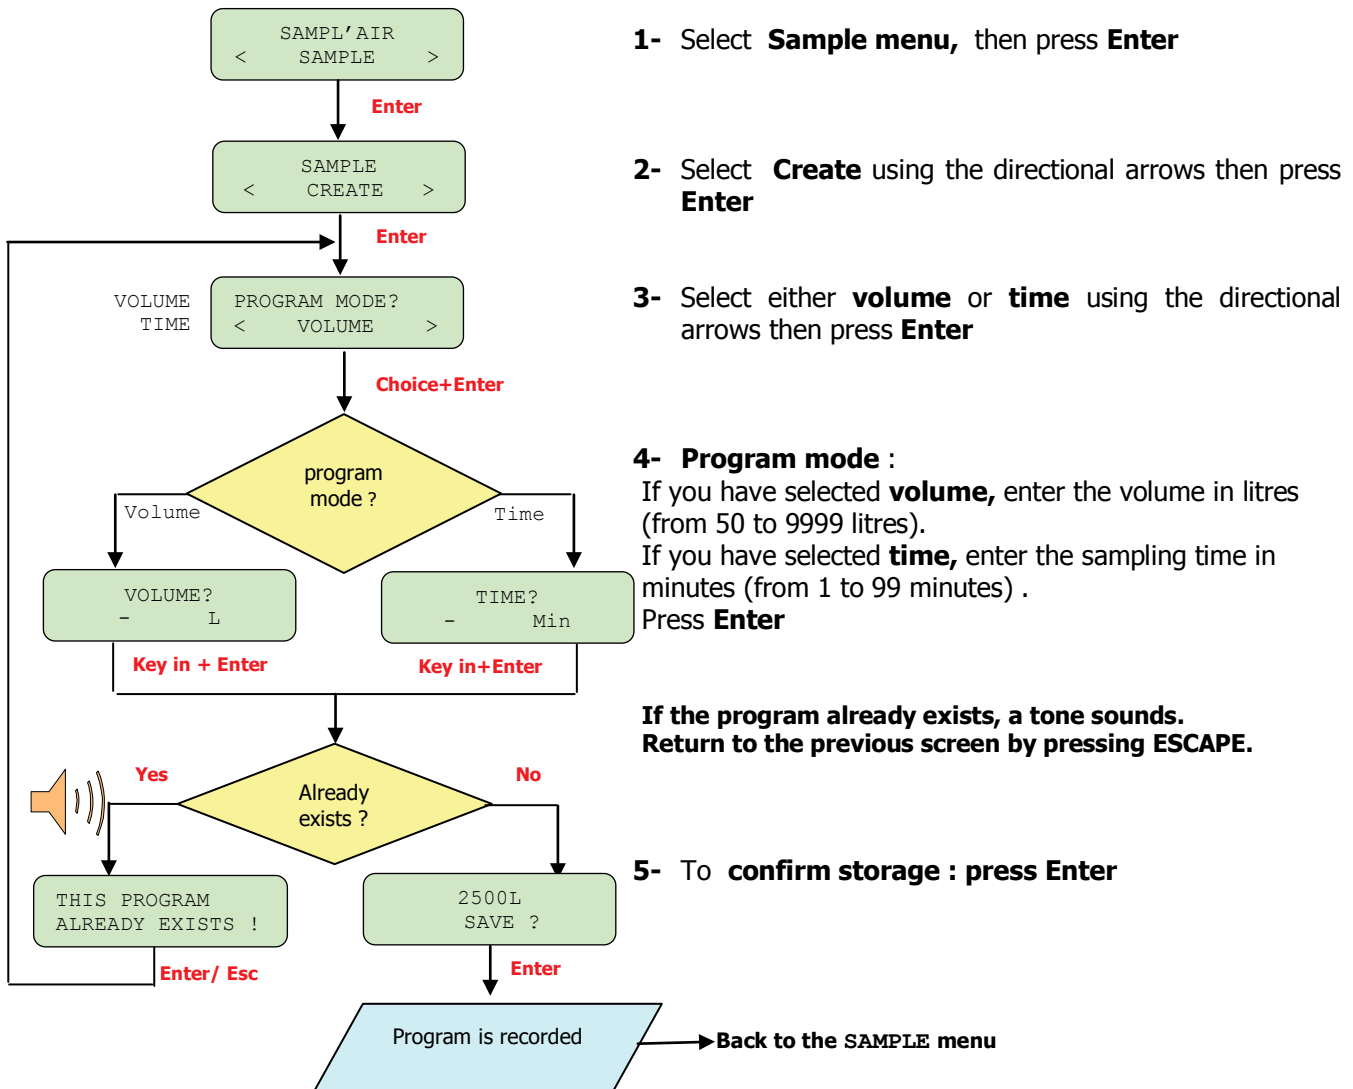 SAMPL'AIR
< SAMPLE >
1- Select Sample menu, then press Enter
Enter
SAMPLE
< CREATE >
2- Select Create using the directional arrows then press
Enter
Enter
VOLUME
TIME
PROGRAM MODE?
< VOLUME >
3- Select either volume or time using the directional
arrows then press Enter
Choice+Enter
program
mode ?
Volume
Time
4- Program mode :
If you have selected volume, enter the volume in litres
(from 50 to 9999 litres).
If you have selected time, enter the sampling time in
minutes (from 1 to 99 minutes) .
Press Enter
VOLUME?
- L
TIME?
- Min
Key in + Enter
Key in+Enter
If the program already exists, a tone sounds.
Return to the previous screen by pressing ESCAPE.
Yes
No
Already
exists ?
THIS PROGRAM
ALREADY EXISTS !
2500L
SAVE ?
5- To confirm storage : press Enter
Enter/ Esc
Enter
Program is recorded
Back to the SAMPLE menu